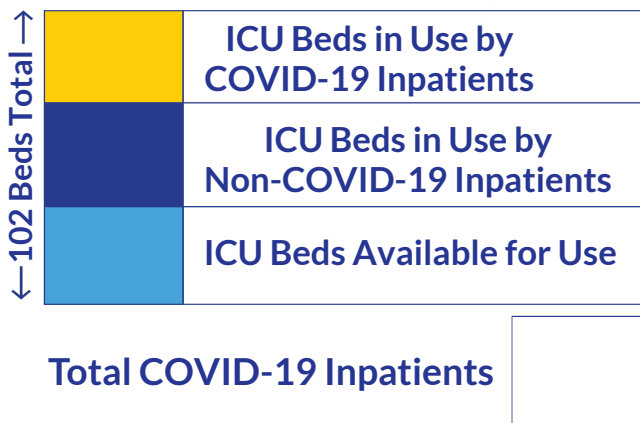 ←102 Beds Total→
ICU Beds in Use by
COVID-19 Inpatients
ICU Beds in Use by
Non-COVID-19 Inpatients
ICU Beds Available for Use
Total COVID-19 Inpatients